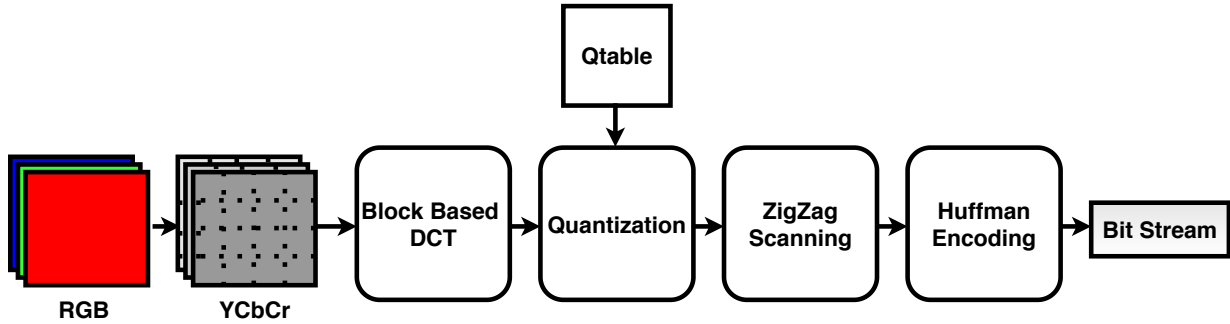 Qtable
Block Based
DCT
Quantization
ZigZag
Scanning
Huffman
Encoding
Bit Stream
RGB
YCbCr